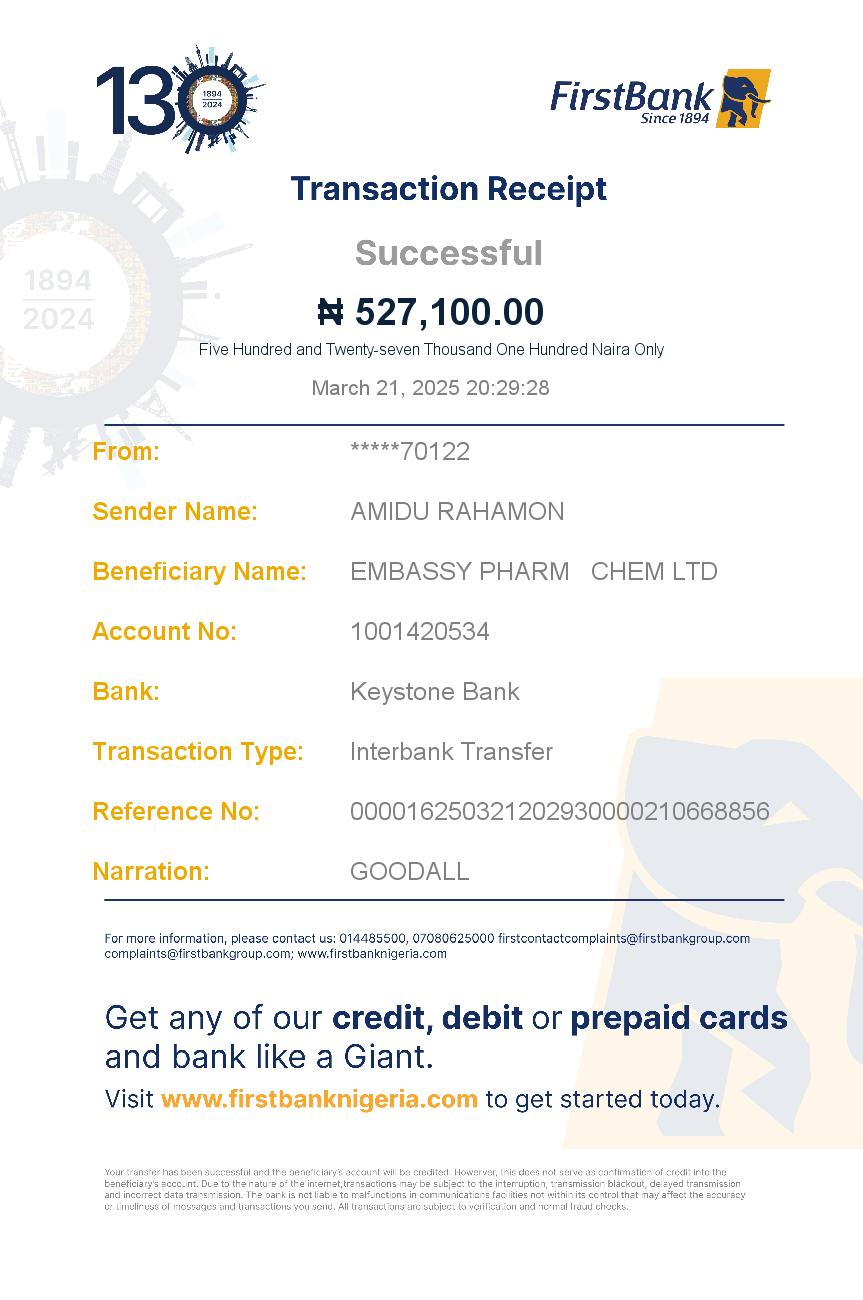 130
1894
2024
FirstBank
Since 1894
Transaction Receipt
Successful
1894
2024
₦ 527,100.00
Five Hundred and Twenty-seven Thousand One Hundred Naira Only
March 21, 2025 20:29:28
From: *****70122
Sender Name: AMIDU RAHAMON
Beneficiary Name: EMBASSY PHARM   CHEM LTD
Account No: 1001420534
Bank: Keystone Bank
Transaction Type: Interbank Transfer
Reference No: 000016250321202930000210668856
Narration: GOODALL
For more information, please contact us: 014485500, 07080625000 firstcontactcomplaints@firstbankgroup.com
complaints@firstbankgroup.com; www.firstbanknigeria.com
Get any of our credit, debit or prepaid cards
and bank like a Giant.
Visit www.firstbanknigeria.com to get started today.
Your transfer has been successful and the beneficiary's account will be credited. However, this does not serve as confirmation of credit into the
beneficiary's account. Due to the nature of the internet,transactions may be subject to the interruption, transmission blackout, delayed transmission
and incorrect data transmission. The bank is not liable to malfunctions in communications facilities not within its control that may affect the accuracy
or timeliness of messages and transactions you send. All transactions are subject to verification and normal fraud checks.